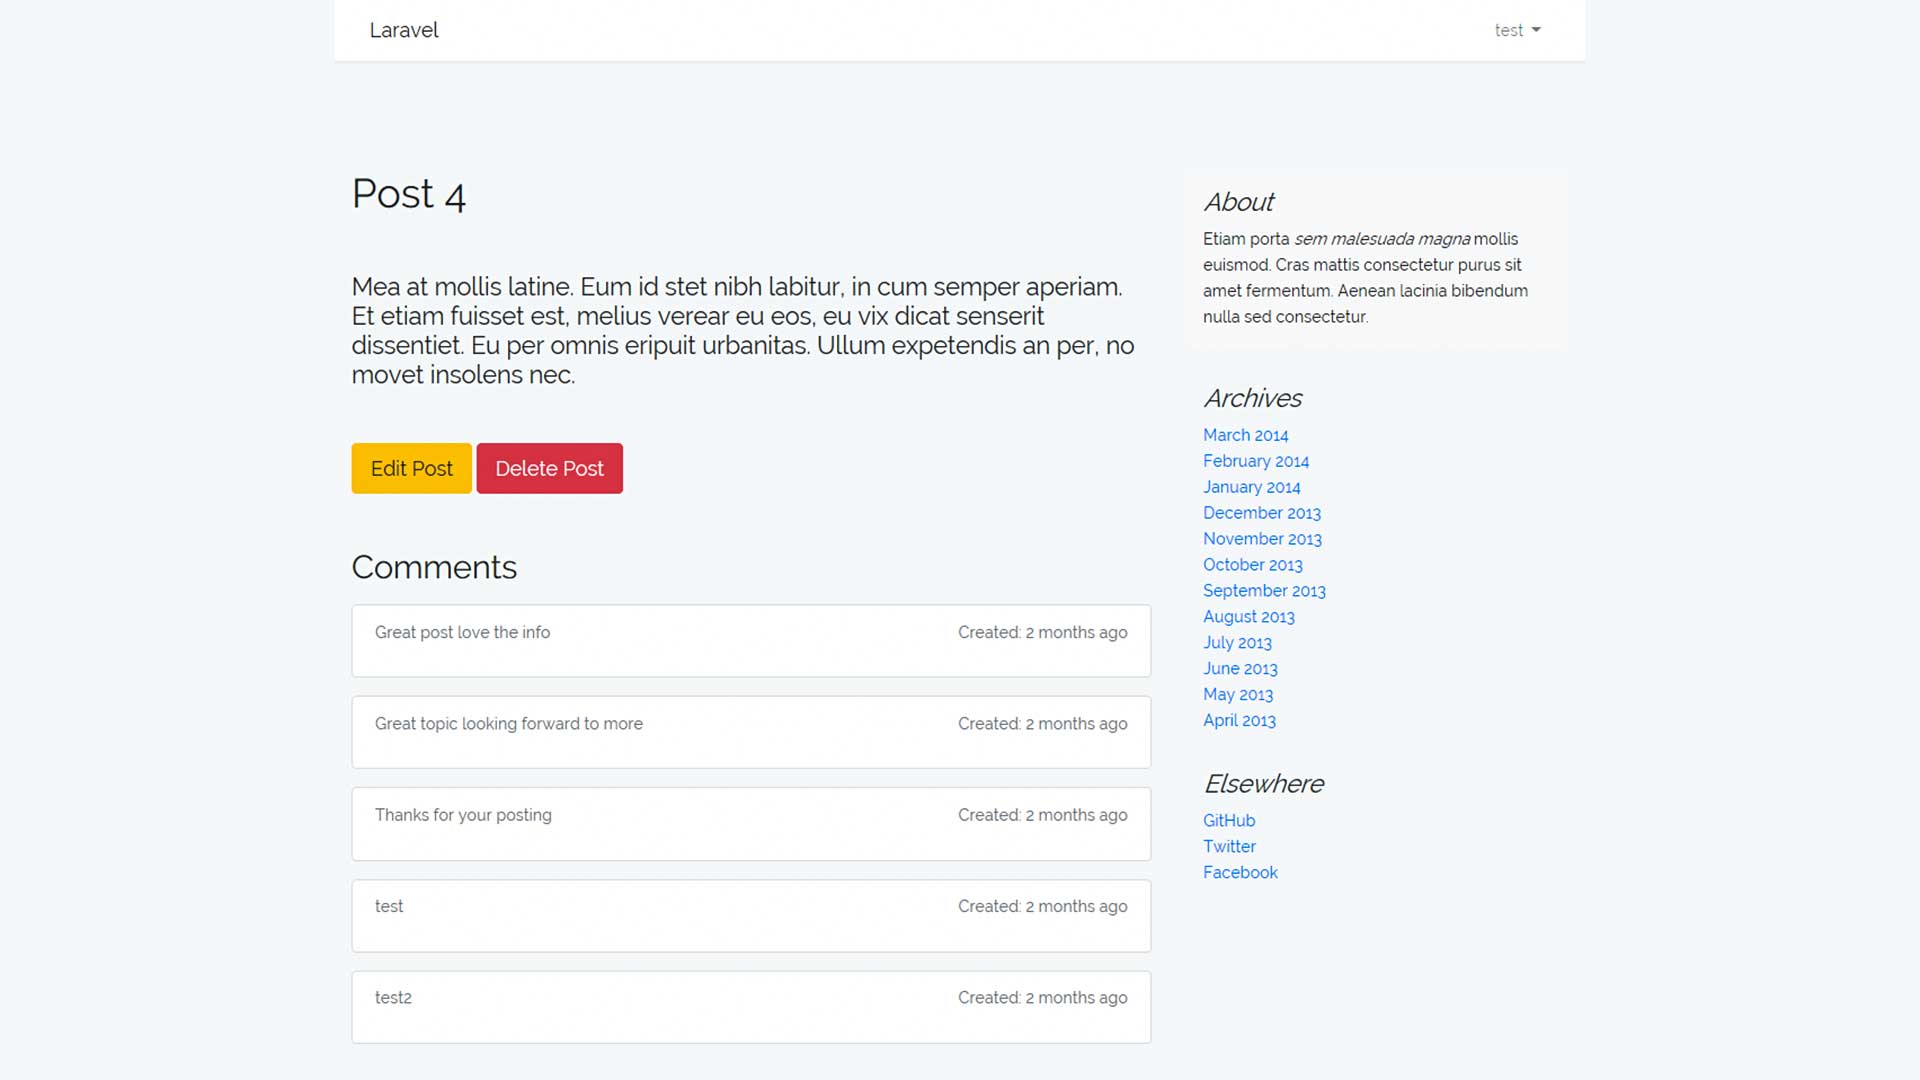 Laravel
test
Post 4
Mea at mollis latine. Eum id stet nibh labitur, in cum semper aperiam.
Et etiam fuisset est, melius verear eu eos, eu vix dicat senserit
dissentiet. Eu per omnis eripuit urbanitas. Ullum expetendis an per, no
movet insolens nec.
Edit Post
Delete Post
Comments
Great post love the info
Created: 2 months ago
Great topic looking forward to more
Created: 2 months ago
Thanks for your posting
Created: 2 months ago
test
Created: 2 months ago
test2
Created: 2 months ago
About
Etiam porta sem malesuada magna mollis
euismod. Cras mattis consectetur purus sit
amet fermentum. Aenean lacinia bibendum
nulla sed consectetur.
Archives
March 2014
February 2014
January 2014
December 2013
November 2013
October 2013
September 2013
August 2013
July 2013
June 2013
May 2013
April 2013
Elsewhere
GitHub
Twitter
Facebook